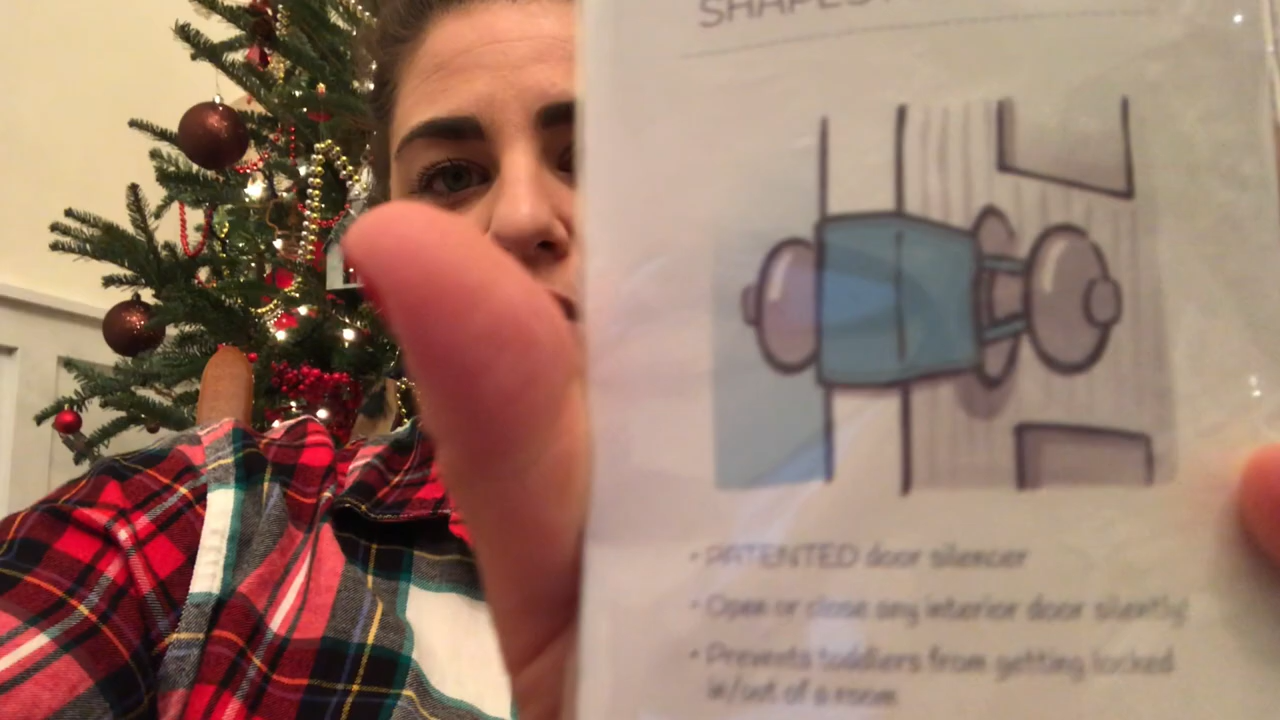 SHAPES
• PATENTED door silencer
• Open or close any interior door silently
• Prevents toddlers from getting locked
in/out of a room